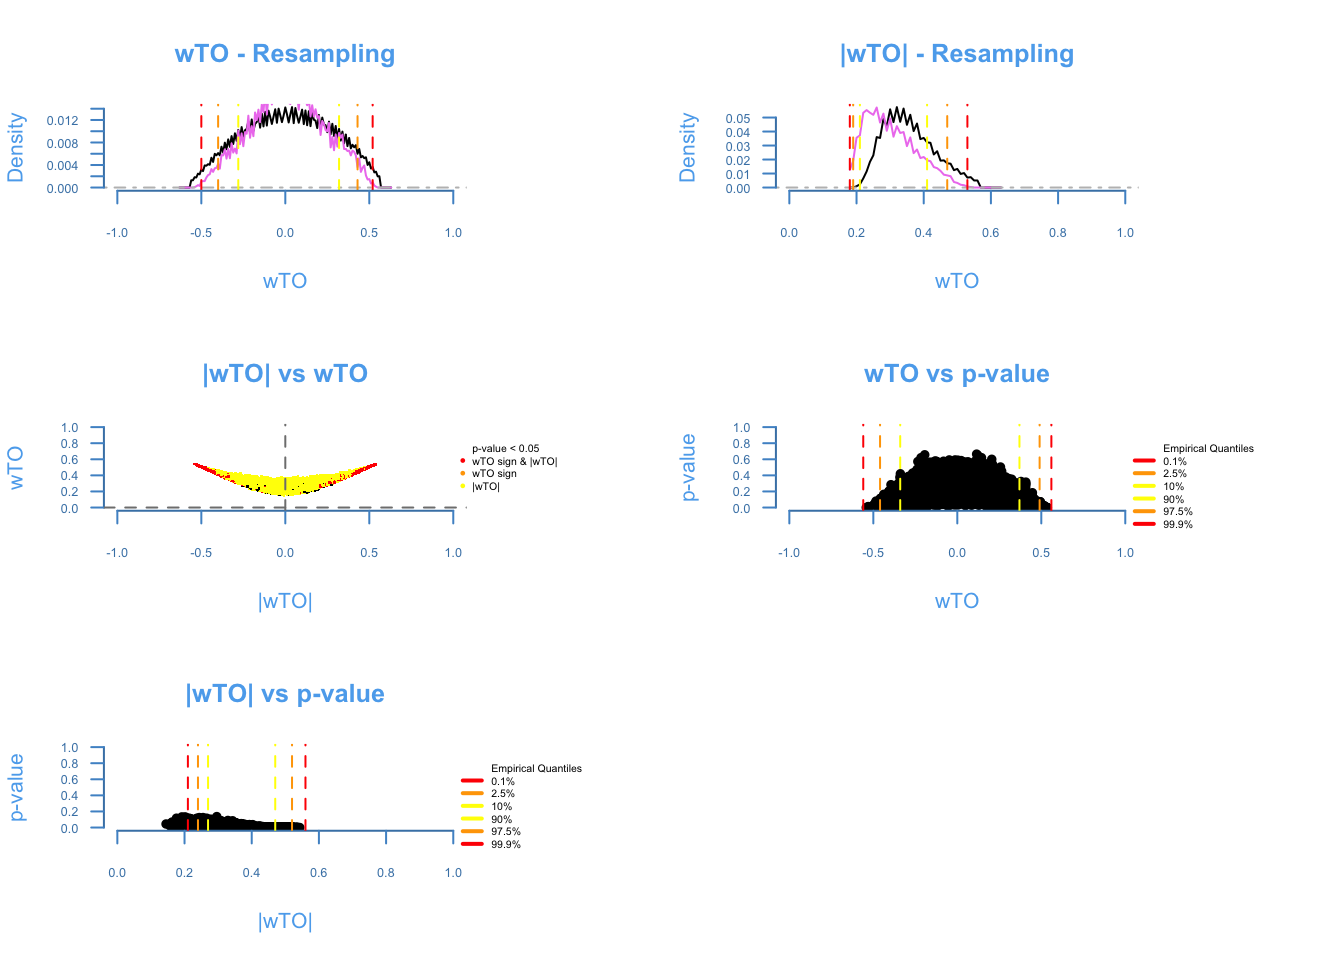 wTO - Resampling
Density
0.012
0.008
0.004
0.000
-1.0 -0.5 0.0 0.5 1.0
wTO
|wTO| - Resampling
Density
0.05
0.04
0.03
0.02
0.01
0.00
0.0 0.2 0.4 0.6 0.8 1.0
wTO
|wTO| vs wTO
wTO
1.0
0.8
0.6
0.4
0.2
0.0
-1.0 -0.5 0.0 0.5 1.0
|wTO|
p-value < 0.05
wTO sign & |wTO|
wTO sign
|wTO|
wTO vs p-value
p-value
1.0
0.8
0.6
0.4
0.2
0.0
-1.0 -0.5 0.0 0.5 1.0
wTO
Empirical Quantiles
0.1%
2.5%
10%
90%
97.5%
99.9%
|wTO| vs p-value
p-value
1.0
0.8
0.6
0.4
0.2
0.0
0.0 0.2 0.4 0.6 0.8 1.0
|wTO|
Empirical Quantiles
0.1%
2.5%
10%
90%
97.5%
99.9%